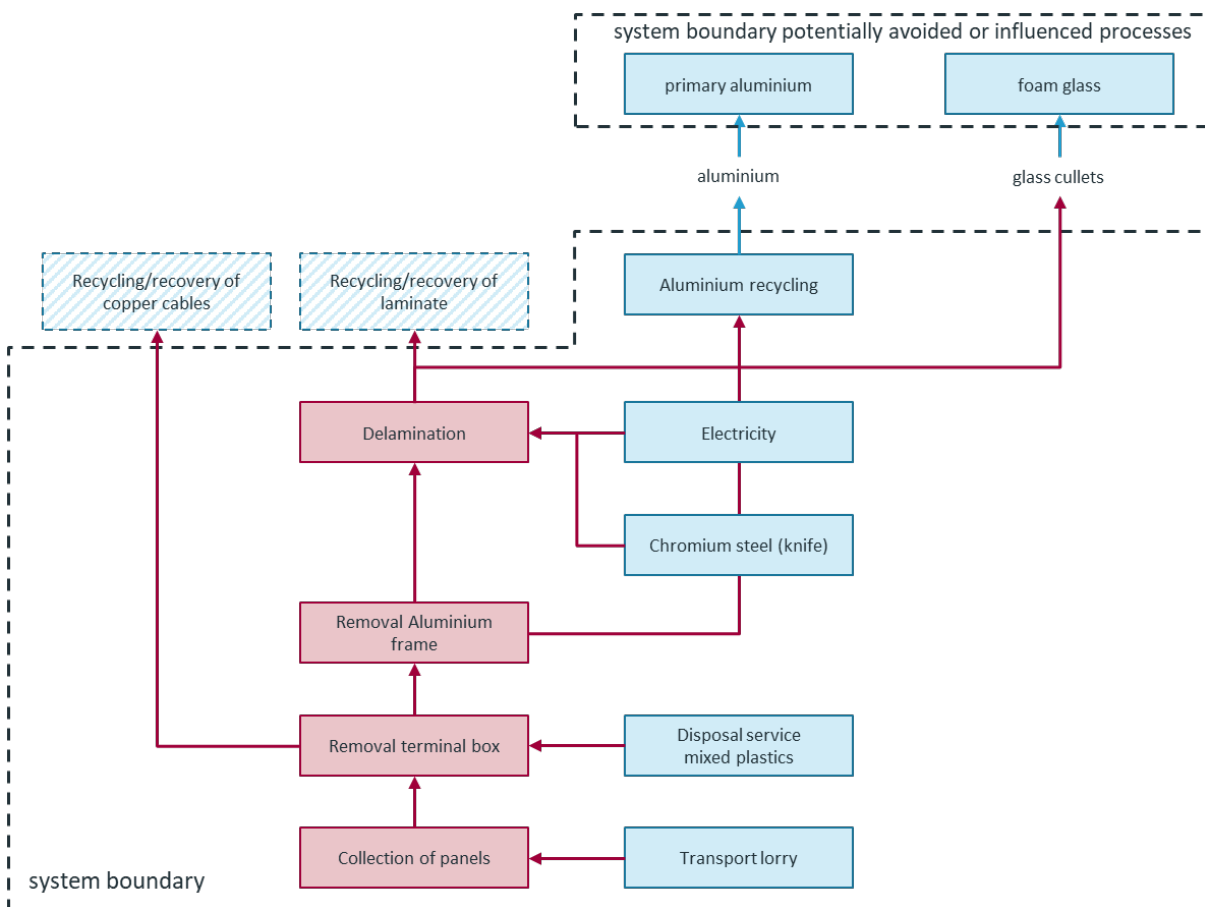 system boundary potentially avoided or influenced processes
primary aluminium
foam glass
aluminium
glass cullets
Recycling/recovery of
copper cables
Recycling/recovery of
laminate
Aluminium recycling
Delamination
Electricity
Chromium steel (knife)
Removal Aluminium
frame
Removal terminal box
Disposal service
mixed plastics
Collection of panels
Transport lorry
system boundary